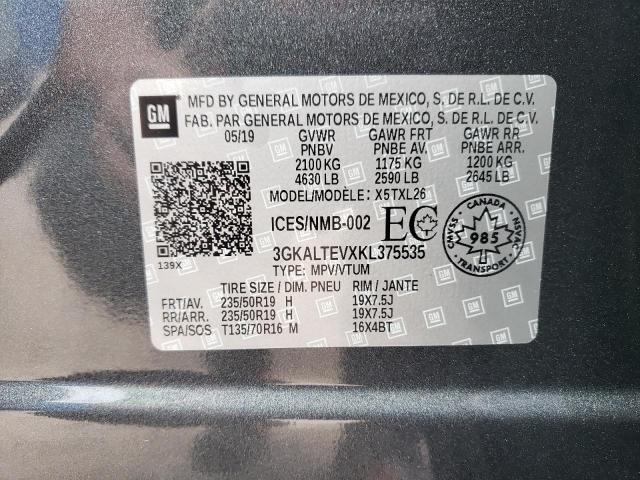 GM
MFD BY GENERAL MOTORS DE MEXICO, S. DE R.L. DE C.V.
FAB. PAR GENERAL MOTORS DE MEXICO, S. DE R.L. DE C.V.
05/19 GVWR GAWR FRT GAWR RR
PNBV PNBE AV. PNBE ARR.
2100 KG 1175 KG 1200 KG
4630 LB 2590 LB 2645 LB
MODEL/MODÈLE: X5TXL26
ICES/NMB-002 EC
3GKALTEVXKL375535
TYPE: MPV/VTUM
139X
CANADA
CMVSS NSVAC
985
TRANSPORT
TIRE SIZE / DIM. PNEU RIM / JANTE
FRT/AV. 235/50R19 H 19X7.5J
RR/ARR. 235/50R19 H 19X7.5J
SPA/SOS T135/70R16 M 16X4BT